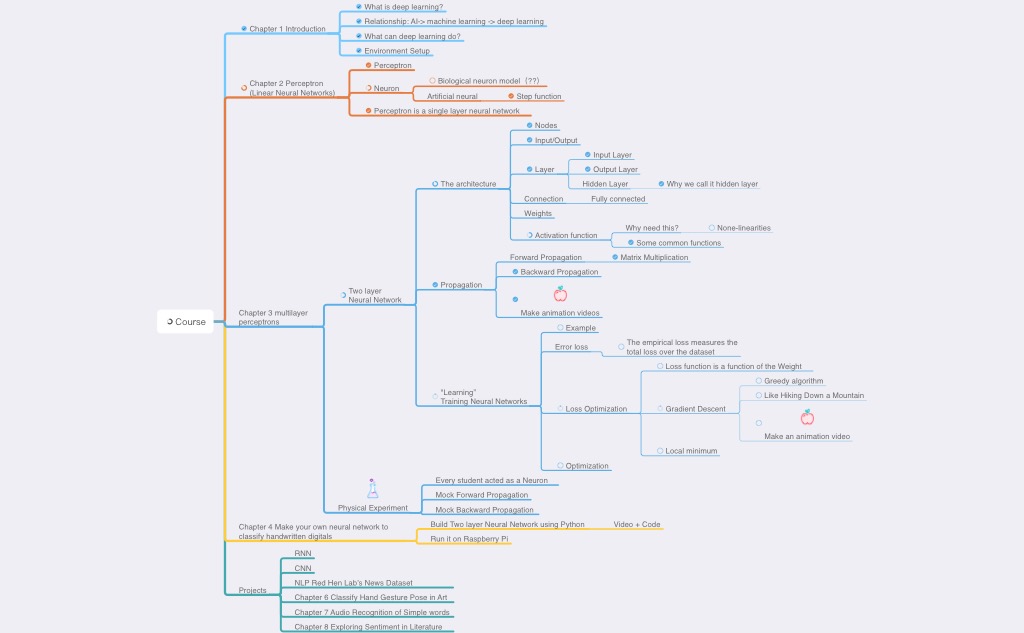 Course
Chapter 1 Introduction
What is deep learning?
Relationship: AI-> machine learning -> deep learning
What can deep learning do?
Environment Setup
Chapter 2 Perceptron
(Linear Neural Networks)
Perceptron
Neuron
Biological neuron model (??)
Artificial neural
Step function
Perceptron is a single layer neural network
Chapter 3 multilayer
perceptrons
Two layer
Neural Network
The architecture
Nodes
Input/Output
Layer
Input Layer
Output Layer
Hidden Layer
Why we call it hidden layer
Connection
Fully connected
Weights
Activation function
Why need this?
None-linearities
Some common functions
Propagation
Forward Propagation
Matrix Multiplication
Backward Propagation
Make animation videos
"Learning"
Training Neural Networks
Example
Error loss
The empirical loss measures the
total loss over the dataset
Loss Optimization
Loss function is a function of the Weight
Gradient Descent
Greedy algorithm
Like Hiking Down a Mountain
Make an animation video
Local minimum
Optimization
Physical Experiment
Every student acted as a Neuron
Mock Forward Propagation
Mock Backward Propagation
Chapter 4 Make your own neural network to
classify handwritten digitals
Build Two layer Neural Network using Python
Video + Code
Run it on Raspberry Pi
Projects
RNN
CNN
NLP Red Hen Lab's News Dataset
Chapter 6 Classify Hand Gesture Pose in Art
Chapter 7 Audio Recognition of Simple words
Chapter 8 Exploring Sentiment in Literature